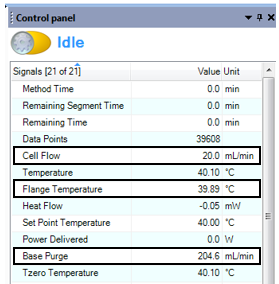 Control panel
Idle
Signals [21 of 21] Value Unit
Method Time 0.0 min
Remaining Segment Time 0.0 min
Remaining Time 0.0 min
Data Points 39608
Cell Flow 20.0 mL/min
Temperature 40.10 °C
Flange Temperature 39.89 °C
Heat Flow -0.05 mW
Set Point Temperature 40.00 °C
Power Delivered 0.0 W
Base Purge 204.6 mL/min
Tzero Temperature 40.10 °C